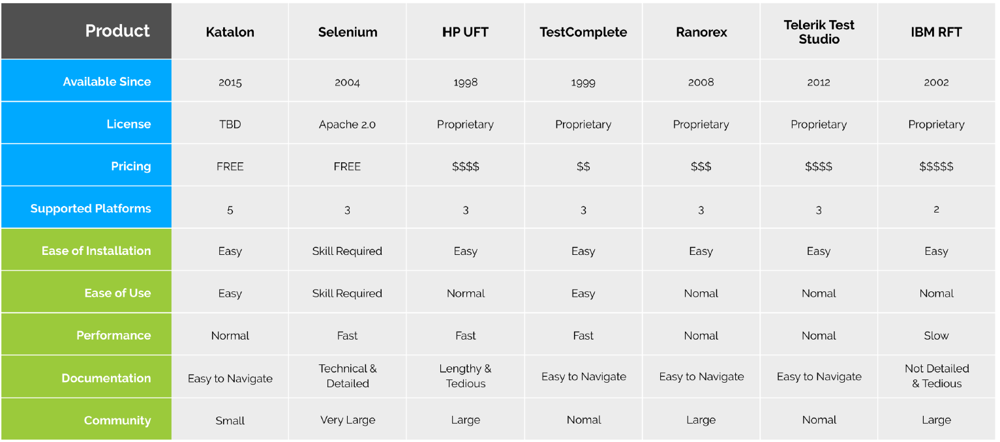 Product Katalon Selenium HP UFT TestComplete Ranorex Telerik Test Studio IBM RFT
Available Since 2015 2004 1998 1999 2008 2012 2002
License TBD Apache 2.0 Proprietary Proprietary Proprietary Proprietary Proprietary
Pricing FREE FREE $$$$ $$ $$$ $$$$ $$$$$
Supported Platforms 5 3 3 3 3 3 2
Ease of Installation Easy Skill Required Easy Easy Easy Easy Easy
Ease of Use Easy Skill Required Normal Easy Nomal Nomal Nomal
Performance Normal Fast Fast Fast Nomal Nomal Slow
Documentation Easy to Navigate Technical & Detailed Lengthy & Tedious Easy to Navigate Easy to Navigate Easy to Navigate Not Detailed & Tedious
Community Small Very Large Large Nomal Large Nomal Large